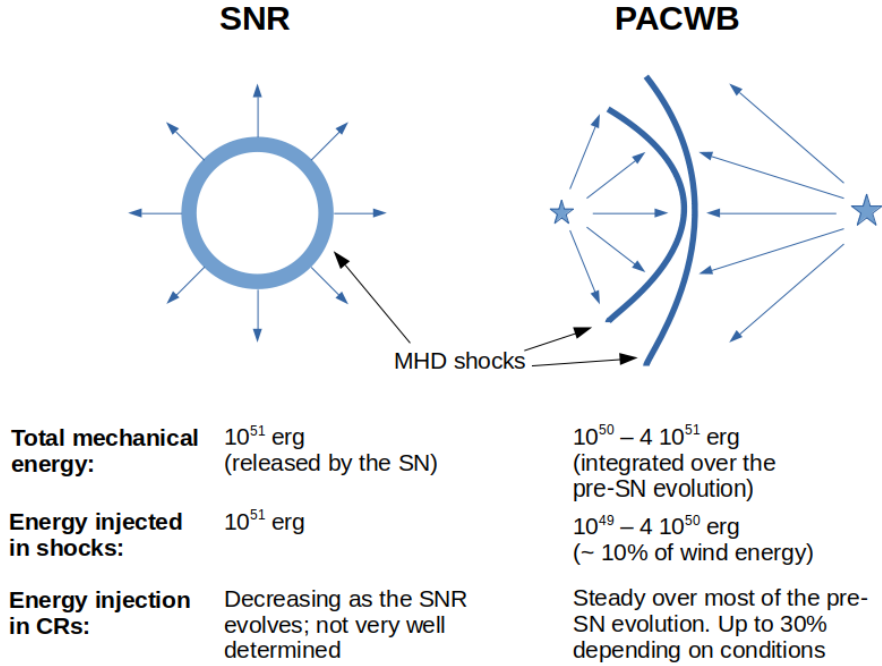 SNR
PACWB
MHD shocks
Total mechanical
energy:
10^51 erg
(released by the SN)
10^50 – 4 10^51 erg
(integrated over the
pre-SN evolution)
Energy injected
in shocks:
10^51 erg
10^49 – 4 10^50 erg
(~ 10% of wind energy)
Energy injection
in CRs:
Decreasing as the SNR
evolves; not very well
determined
Steady over most of the pre-
SN evolution. Up to 30%
depending on conditions